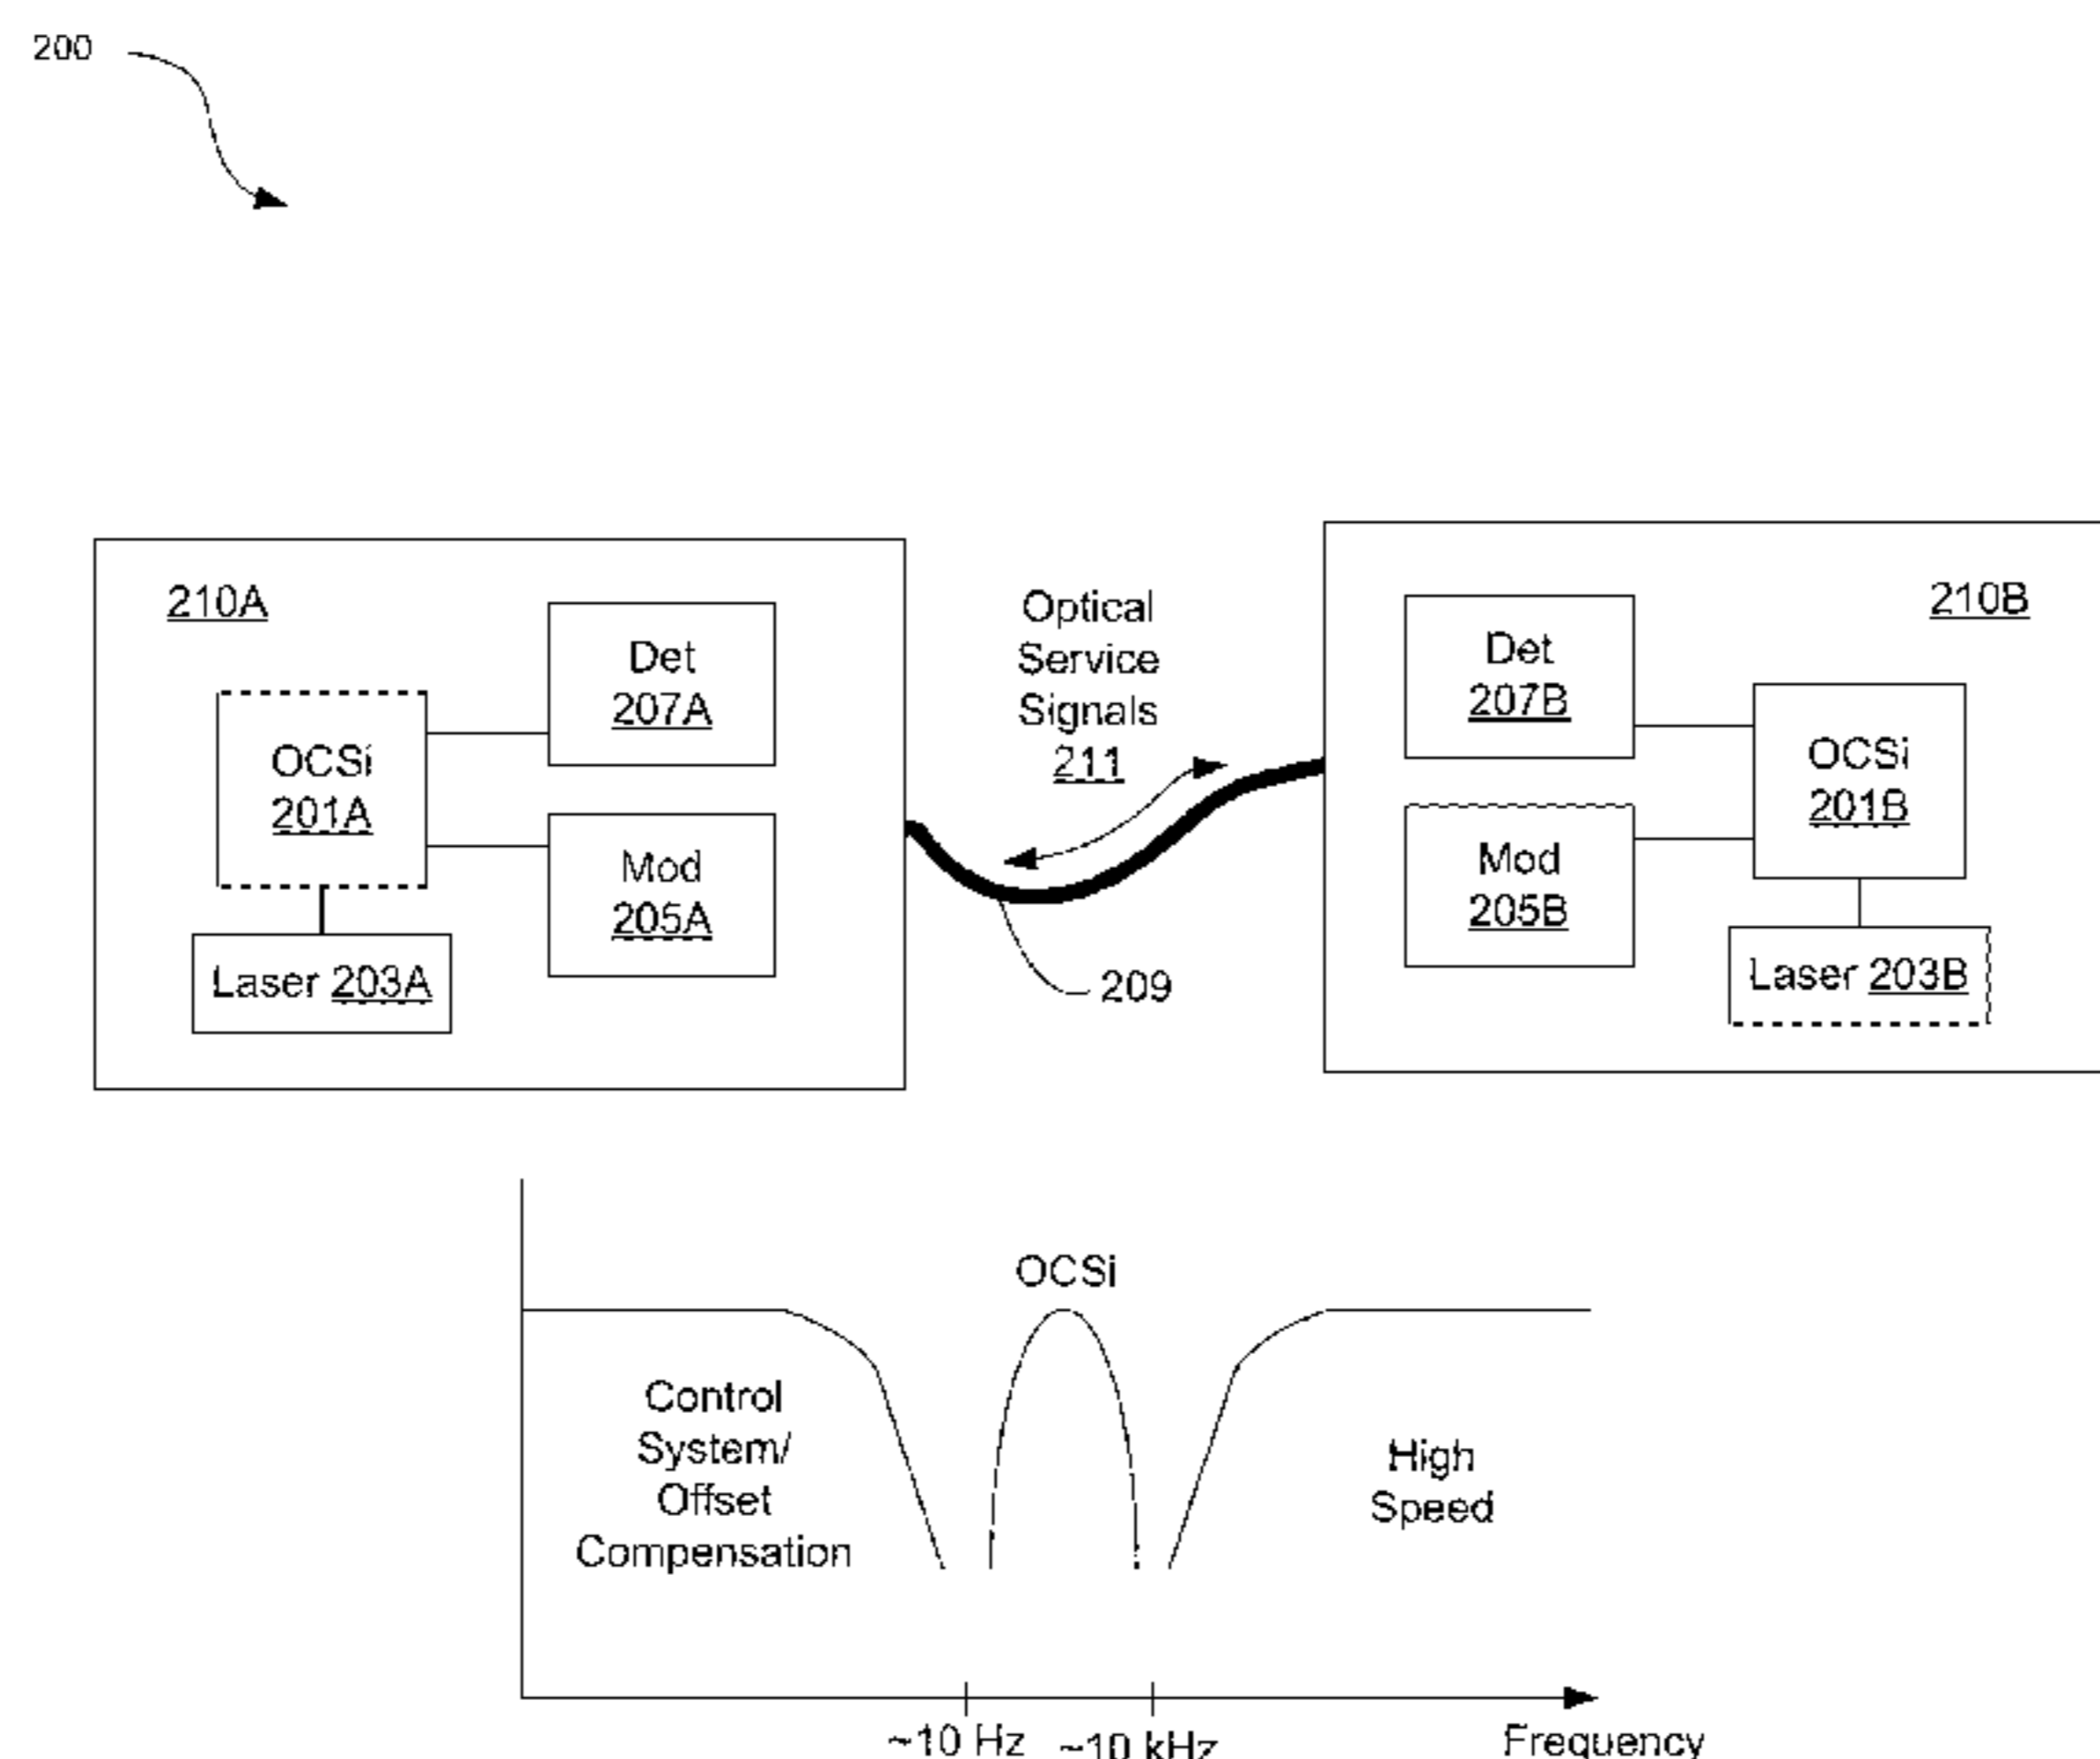 200
210A
Det
207A
OCSi
201A
Mod
205A
Laser 203A
Optical
Service
Signals
211
209
210B
Det
207B
OCSi
201B
Mod
205B
Laser 203B
OCSi
Control
System/
Offset
Compensation
High
Speed
~10 Hz
~10 kHz
Frequency